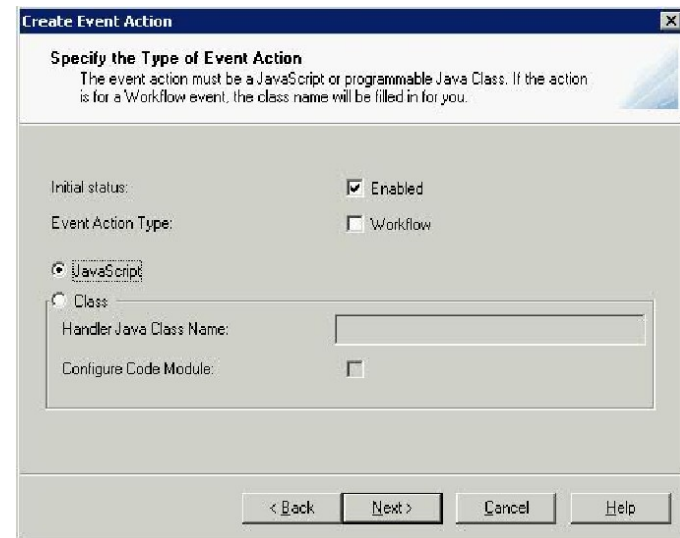 Create Event Action
Specify the Type of Event Action
The event action must be a JavaScript or programmable Java Class. If the action
is for a Workflow event, the class name will be filled in for you.
Initial status: Enabled
Event Action Type: Workflow
JavaScript
Class
Handler Java Class Name:
Configure Code Module:
< Back Next > Cancel Help